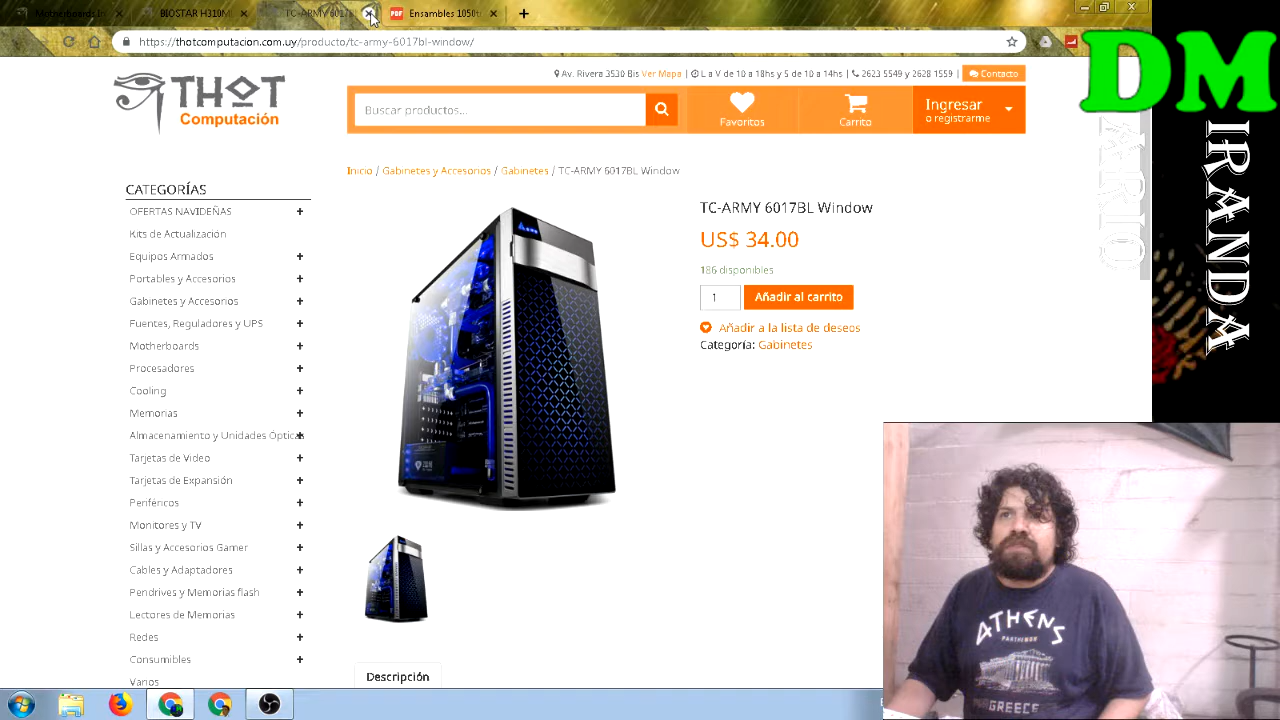 Motherboards In
BIOSTAR H310M
TC-ARMY 6017BL
PDF
Ensambles 1050t
https://thotcomputacion.com.uy/producto/tc-army-6017bl-window/
DM
THOT
Computación
Av. Rivera 3530 Bis Ver Mapa | L a V de 10 a 18hs y S de 10 a 14hs | 2623 5549 y 2628 1559 |
Contacto
Buscar productos...
Favoritos
Carrito
Ingresar
o registrarme
Inicio / Gabinetes y Accesorios / Gabinetes / TC-ARMY 6017BL Window
CATEGORÍAS
OFERTAS NAVIDEÑAS +
Kits de Actualización
Equipos Armados +
Portables y Accesorios +
Gabinetes y Accesorios +
Fuentes, Reguladores y UPS +
Motherboards +
Procesadores +
Cooling +
Memorias +
Almacenamiento y Unidades Ópticas +
Tarjetas de Video +
Tarjetas de Expansión +
Periféricos +
Monitores y TV +
Sillas y Accesorios Gamer +
Cables y Adaptadores +
Pendrives y Memorias flash +
Lectores de Memorias +
Redes +
Consumibles +
Varios
TC-ARMY 6017BL Window
US$ 34.00
186 disponibles
1
Añadir al carrito
Añadir a la lista de deseos
Categoría: Gabinetes
Descripción
ATHENS
GREECE